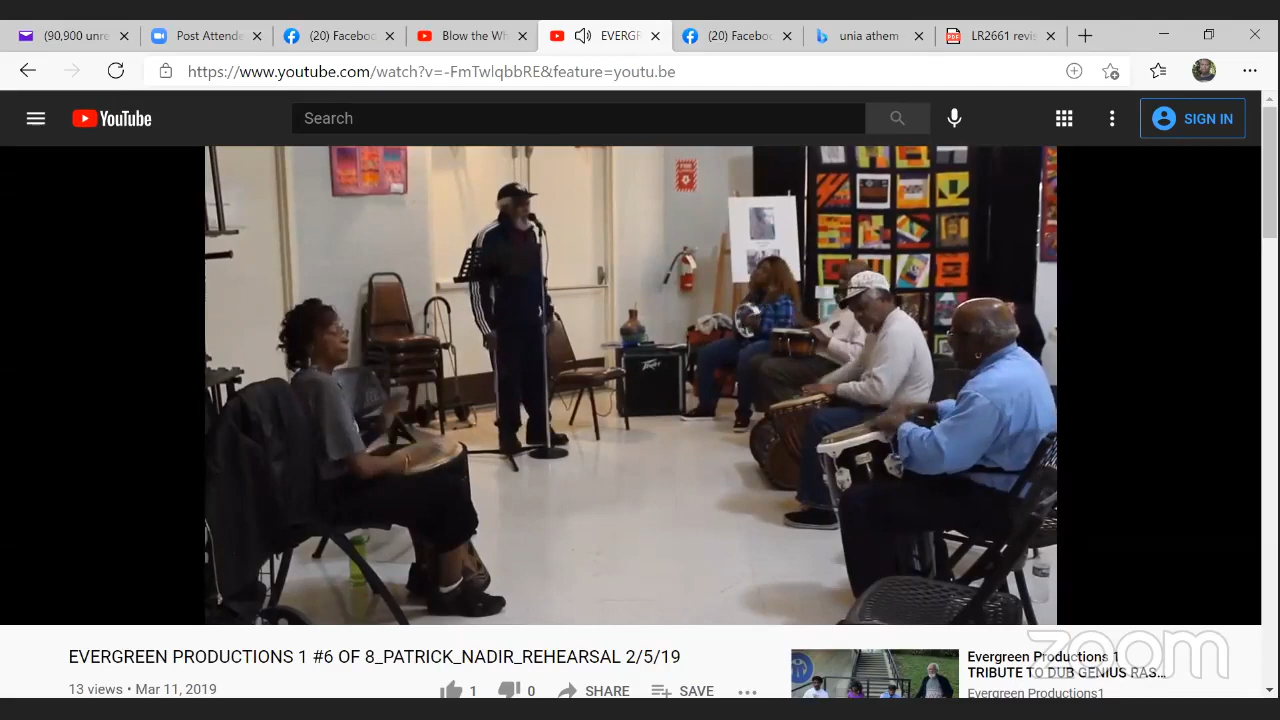 (90,900 unre
Post Attenda
(20) Faceboo
Blow the Wh
EVERGR
(20) Faceboo
unia athem
LR2661 revis
https://www.youtube.com/watch?v=-FmTwlqbbRE&feature=youtu.be
YouTube
Search
SIGN IN
PEAVEY
EVERGREEN PRODUCTIONS 1 #6 OF 8_PATRICK_NADIR_REHEARSAL 2/5/19
13 views • Mar 11, 2019
1
0
SHARE
SAVE
Evergreen Productions 1
TRIBUTE TO DUB GENIUS RAS...
Evergreen Productions1
zoom